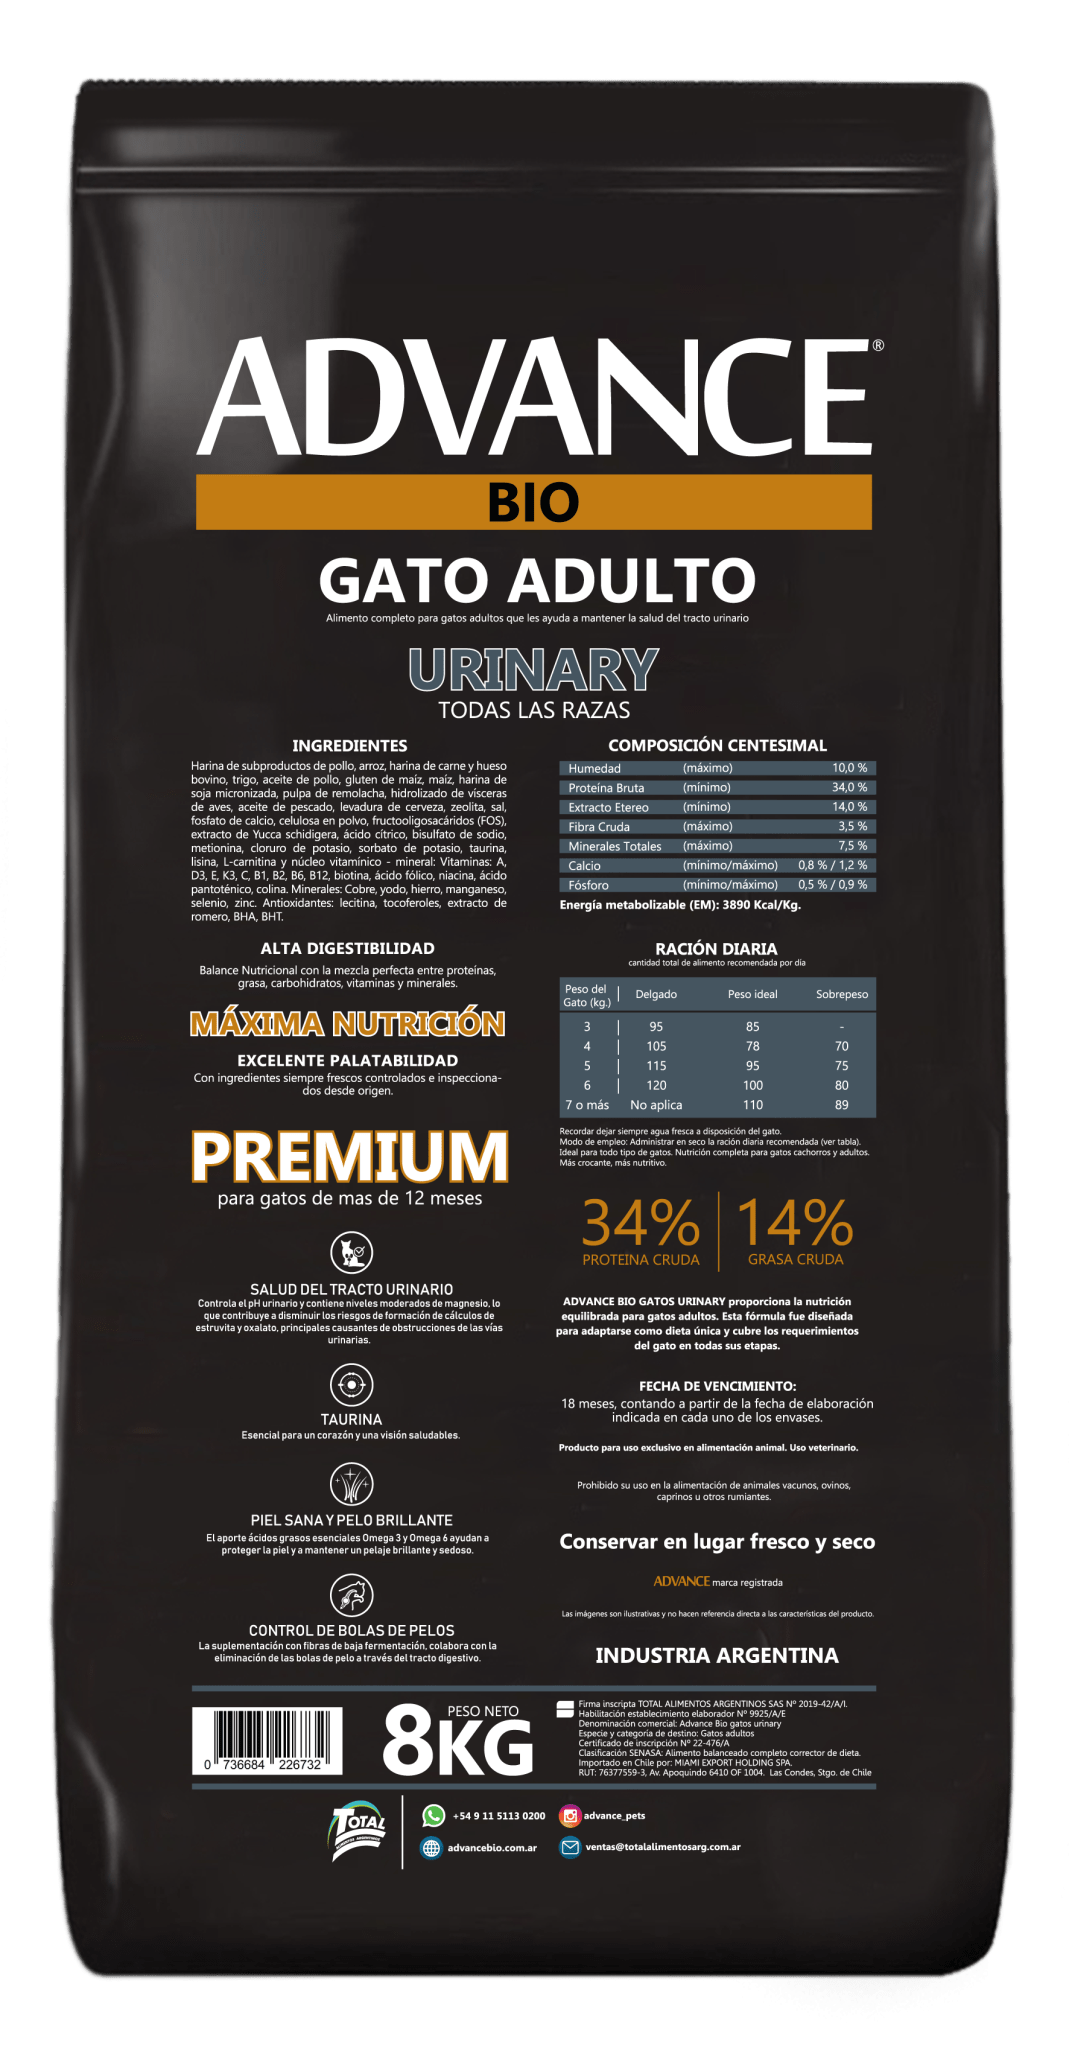 ADVANCE®
BIO
GATO ADULTO
Alimento completo para gatos adultos que les ayuda a mantener la salud del tracto urinario
URINARY
TODAS LAS RAZAS
INGREDIENTES
Harina de subproductos de pollo, arroz, harina de carne y hueso
bovino, trigo, aceite de pollo, gluten de maíz, maíz, harina de
soja micronizada, pulpa de remolacha, hidrolizado de vísceras
de aves, aceite de pescado, levadura de cerveza, zeolita, sal,
fosfato de calcio, celulosa en polvo, fructooligosacáridos (FOS),
extracto de Yucca schidigera, ácido cítrico, bisulfato de sodio,
metionina, cloruro de potasio, sorbato de potasio, taurina,
lisina, L-carnitina y núcleo vitamínico - mineral: Vitaminas: A,
D3, E, K3, C, B1, B2, B6, B12, biotina, ácido fólico, niacina, ácido
pantoténico, colina. Minerales: Cobre, yodo, hierro, manganeso,
selenio, zinc. Antioxidantes: lecitina, tocoferoles, extracto de
romero, BHA, BHT.
ALTA DIGESTIBILIDAD
Balance Nutricional con la mezcla perfecta entre proteínas,
grasa, carbohidratos, vitaminas y minerales.
MÁXIMA NUTRICIÓN
EXCELENTE PALATABILIDAD
Con ingredientes siempre frescos controlados e inspecciona-
dos desde origen.
PREMIUM
para gatos de mas de 12 meses
SALUD DEL TRACTO URINARIO
Controla el pH urinario y contiene niveles moderados de magnesio, lo
que contribuye a disminuir los riesgos de formación de cálculos de
estruvita y oxalato, principales causantes de obstrucciones de las vías
urinarias.
TAURINA
Esencial para un corazón y una visión saludables.
PIEL SANA Y PELO BRILLANTE
El aporte ácidos grasos esenciales Omega 3 y Omega 6 ayudan a
proteger la piel y a mantener un pelaje brillante y sedoso.
CONTROL DE BOLAS DE PELOS
La suplementación con fibras de baja fermentación, colabora con la
eliminación de las bolas de pelo a través del tracto digestivo.
COMPOSICIÓN CENTESIMAL
Humedad (máximo) 10,0 %
Proteína Bruta (mínimo) 34,0 %
Extracto Etereo (mínimo) 14,0 %
Fibra Cruda (máximo) 3,5 %
Minerales Totales (máximo) 7,5 %
Calcio (mínimo/máximo) 0,8 % / 1,2 %
Fósforo (mínimo/máximo) 0,5 % / 0,9 %
Energía metabolizable (EM): 3890 Kcal/Kg.
RACIÓN DIARIA
cantidad total de alimento recomendada por día
Peso del
Gato (kg.) | Delgado Peso ideal Sobrepeso
3 | 95 85 -
4 | 105 78 70
5 | 115 95 75
6 | 120 100 80
7 o más No aplica 110 89
Recordar dejar siempre agua fresca a disposición del gato.
Modo de empleo: Administrar en seco la ración diaria recomendada (ver tabla).
Ideal para todo tipo de gatos. Nutrición completa para gatos cachorros y adultos.
Más crocante, más nutritivo.
34% | 14%
PROTEINA CRUDA GRASA CRUDA
ADVANCE BIO GATOS URINARY proporciona la nutrición
equilibrada para gatos adultos. Esta fórmula fue diseñada
para adaptarse como dieta única y cubre los requerimientos
del gato en todas sus etapas.
FECHA DE VENCIMIENTO:
18 meses, contando a partir de la fecha de elaboración
indicada en cada uno de los envases.
Producto para uso exclusivo en alimentación animal. Uso veterinario.
Prohibido su uso en la alimentación de animales vacunos, ovinos,
caprinos u otros rumiantes.
Conservar en lugar fresco y seco
ADVANCE marca registrada
Las imágenes son ilustrativas y no hacen referencia directa a las características del producto.
INDUSTRIA ARGENTINA
0 736684 226732
PESO NETO
8KG
Firma inscripta TOTAL ALIMENTOS ARGENTINOS SAS Nº 2019-42/A/I.
Habilitación establecimiento elaborador Nº 9925/A/E
Denominación comercial: Advance Bio gatos urinary
Especie y categoría de destino: Gatos adultos
Certificado de inscripción Nº 22-476/A
Clasificación SENASA: Alimento balanceado completo corrector de dieta.
Importado en Chile por: MIAMI EXPORT HOLDING SPA.
RUT: 76377559-3, Av. Apoquindo 6410 OF 1004. Las Condes, Stgo. de Chile
TOTAL
ALIMENTOS ARGENTINOS
+54 9 11 5113 0200
advance_pets
advancebio.com.ar
ventas@totalalimentosarg.com.ar